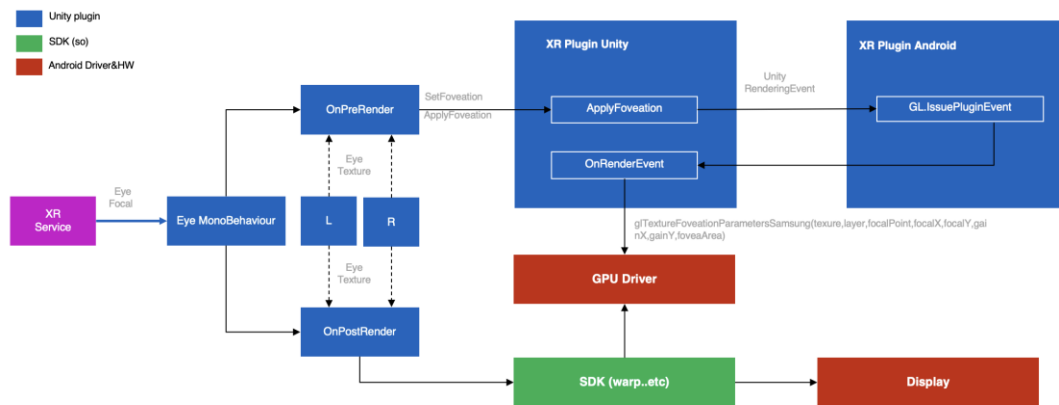 Unity plugin
SDK (so)
Android Driver&HW
XR Plugin Unity
XR Plugin Android
OnPreRender
SetFoveation
ApplyFoveation
ApplyFoveation
Unity
RenderingEvent
GL.IssuePluginEvent
Eye
Texture
OnRenderEvent
Eye
Focal
XR
Service
Eye MonoBehaviour
L
R
glTextureFoveationParametersSamsung(texure,layer,focalPoint,focalX,focalY,gai
nX,gainY,foveaArea)
Eye
Texture
GPU Driver
OnPostRender
SDK (warp..etc)
Display